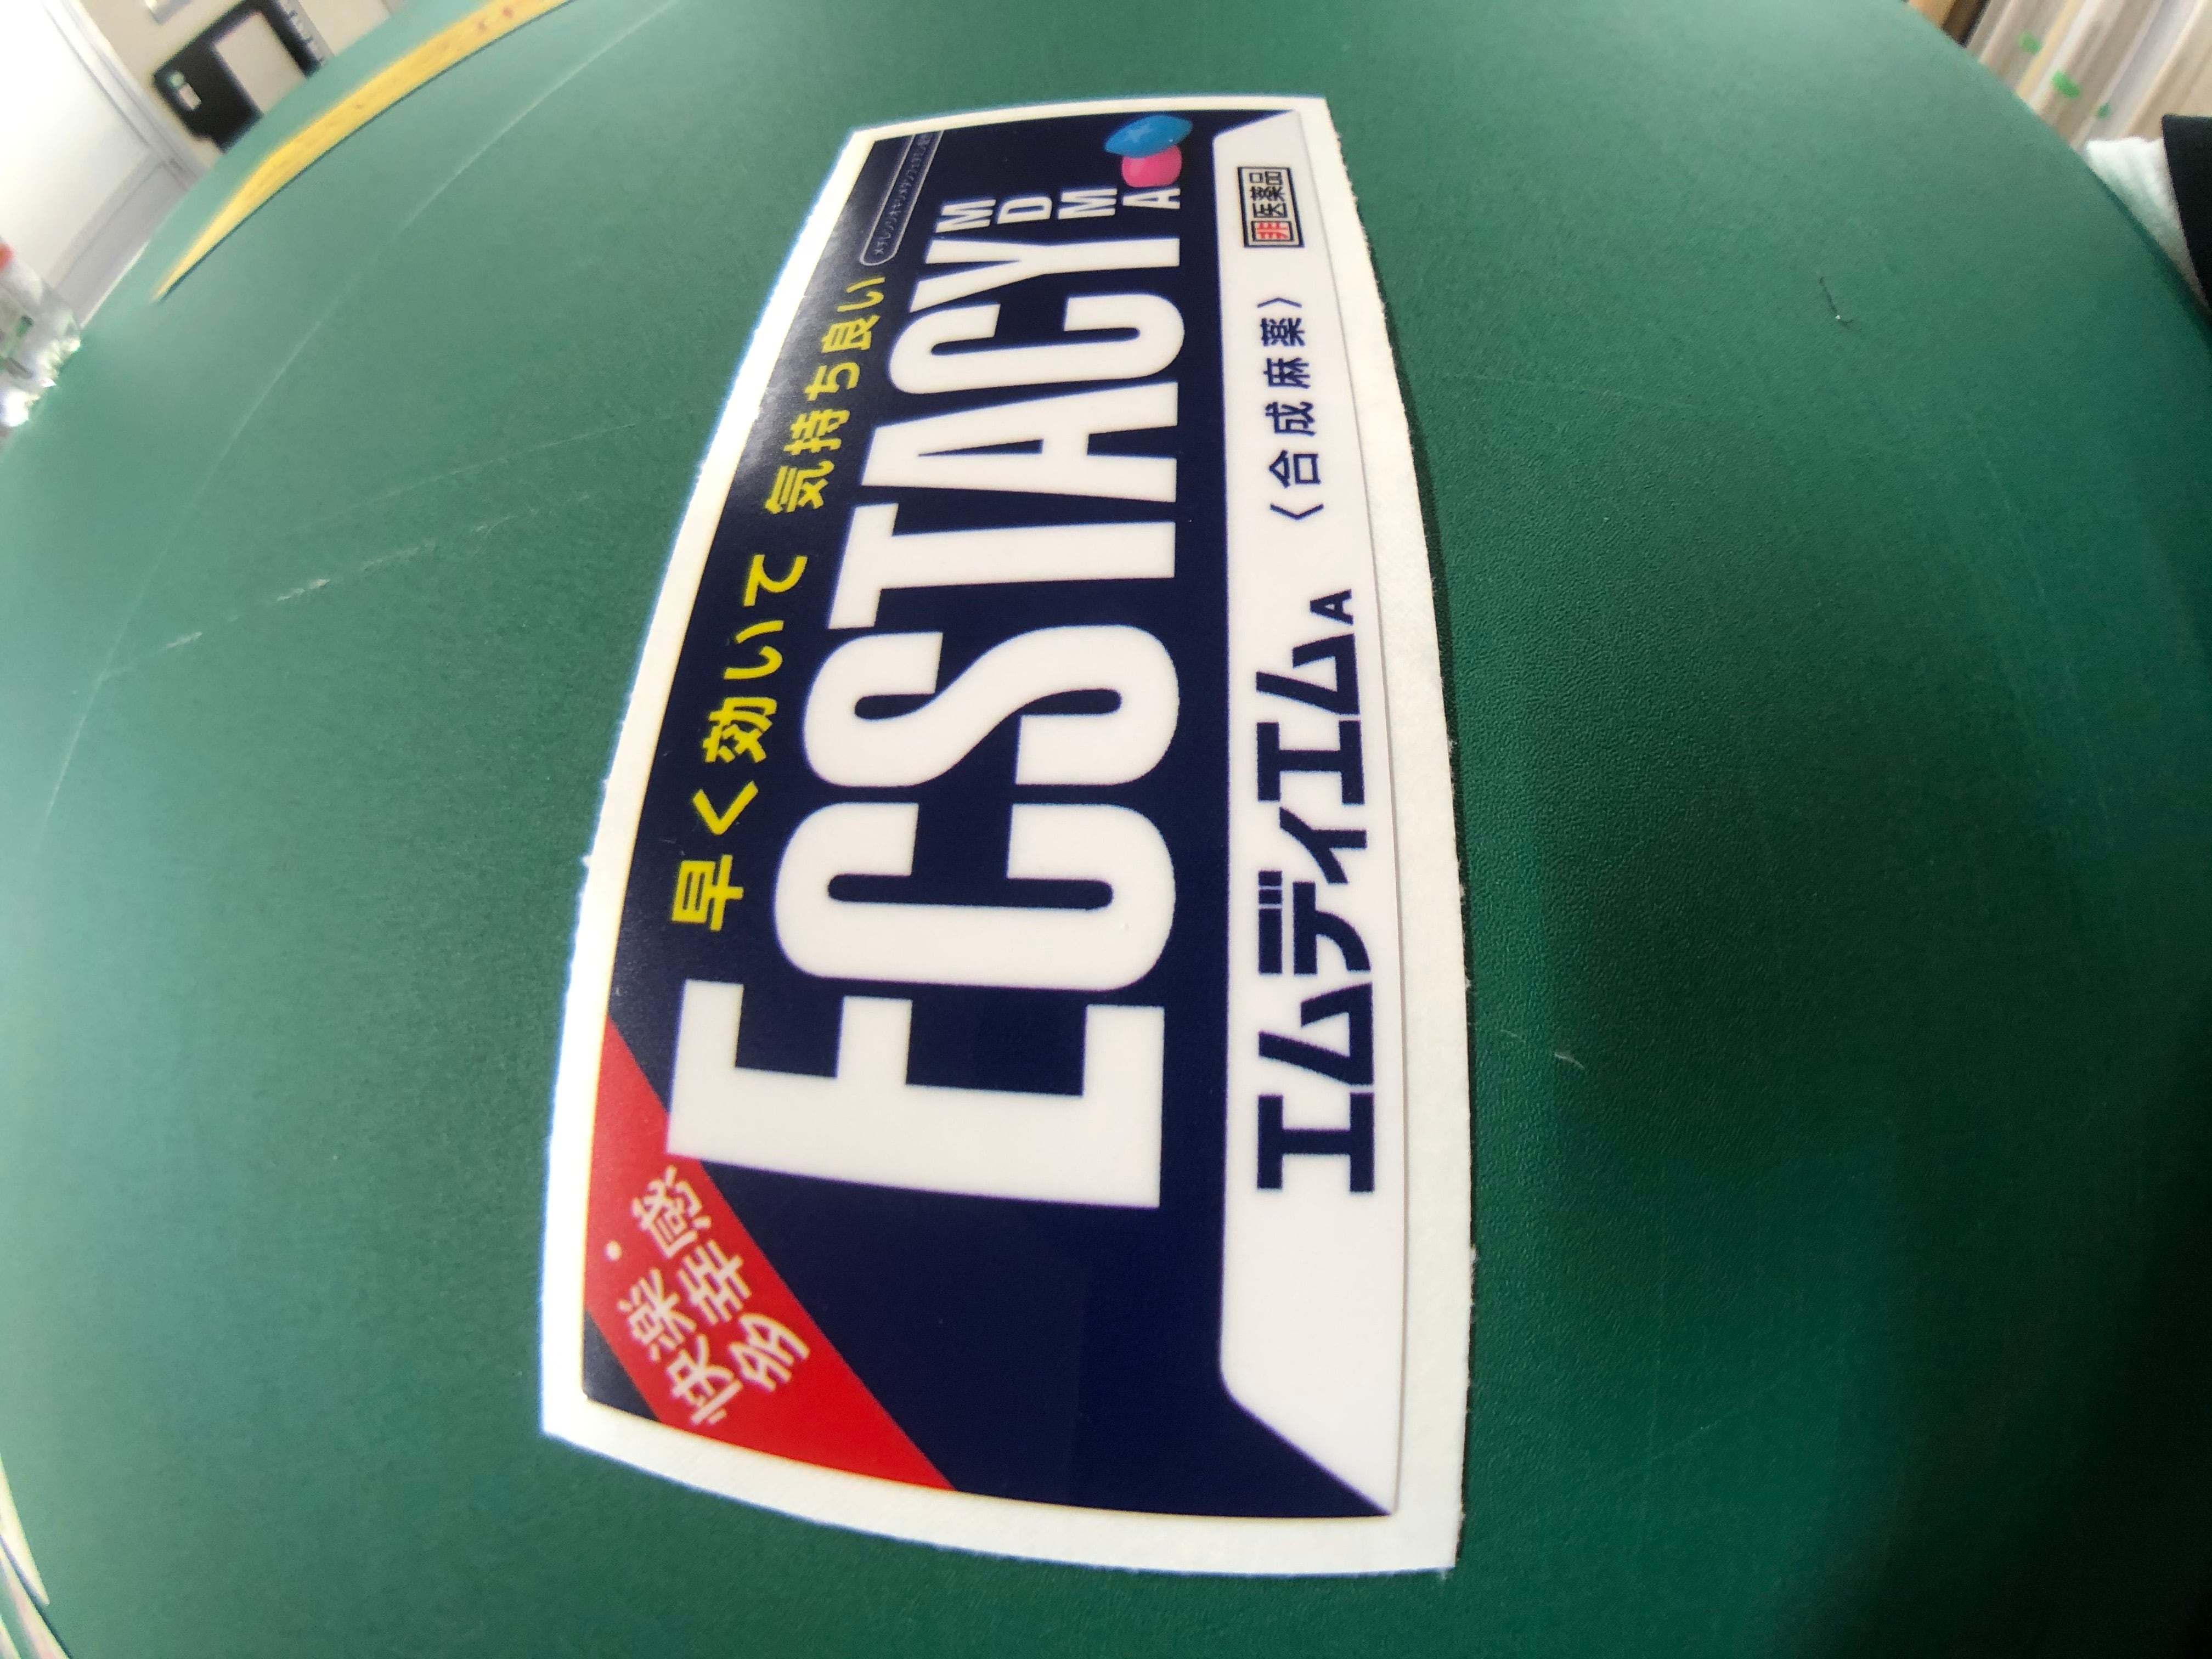 快楽・
多幸感
早く効いて 気持ち良い
ECSTACY
M
D
M
A
エムディエムA
〈合成麻薬〉
非医薬品